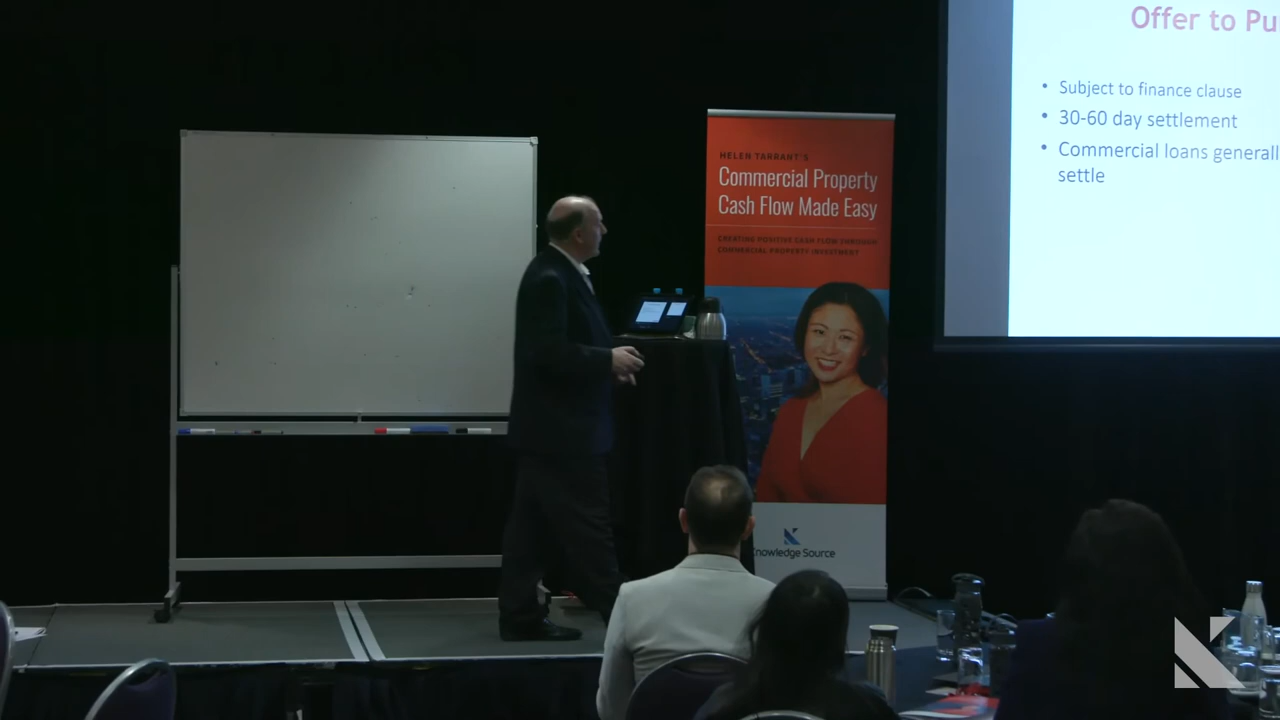 Offer to Pu
• Subject to finance clause
• 30-60 day settlement
• Commercial loans generall
settle
HELEN TARRANT'S
Commercial Property
Cash Flow Made Easy
CREATING POSITIVE CASH FLOW THROUGH
COMMERCIAL PROPERTY INVESTMENT
Knowledge Source